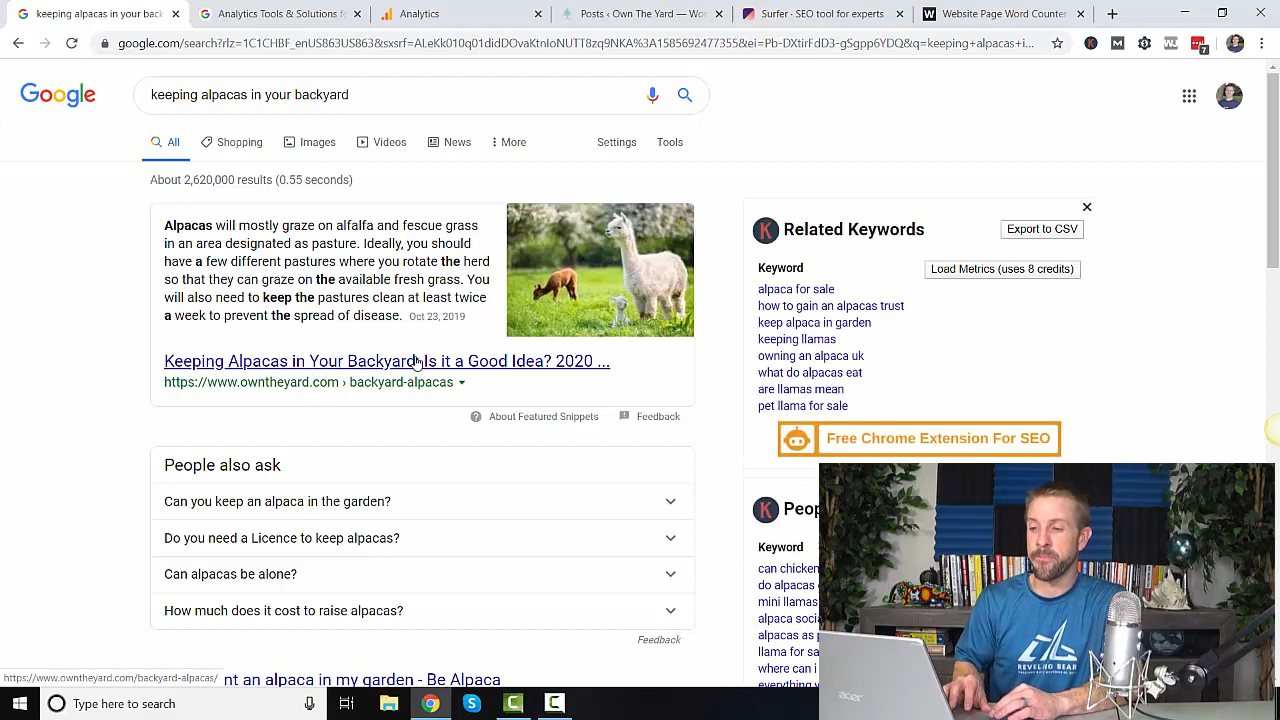 keeping alpacas in your back
Analytics Tools & Solutions fo
Analytics
Posts ‹ Own The Yard — Wo
Surfer - SEO tool for experts
Website Page Word Counter
google.com/search?rlz=1C1CHBF_enUS863US863&
7
Google
keeping alpacas in your backyard
All
Shopping
Images
Videos
News
More
Settings
Tools
About 2,620,000 results (0.55 seconds)
Alpacas will mostly graze on alfalfa and fescue grass
in an area designated as pasture. Ideally, you should
have a few different pastures where you rotate the herd
so that they can graze on the available fresh grass. You
will also need to keep the pastures clean at least twice
a week to prevent the spread of disease. Oct 23, 2019
Keeping Alpacas in Your Backyard-Is it a Good Idea? 2020 ...
https://www.owntheyard.com › backyard-alpacas
About Featured Snippets
Feedback
People also ask
Can you keep an alpaca in the garden?
Do you need a Licence to keep alpacas?
Can alpacas be alone?
How much does it cost to raise alpacas?
Feedback
https://www.owntheyard.com/backyard-alpacas/
nt an alpaca in my garden - Be Alpaca
K
Related Keywords
Export to CSV
Keyword
Load Metrics (uses 8 credits)
alpaca for sale
how to gain an alpacas trust
keep alpaca in garden
keeping llamas
owning an alpaca uk
what do alpacas eat
are llamas mean
pet llama for sale
Free Chrome Extension For SEO
K
Peop
Keyword
can chicken
do alpacas
mini llamas
alpaca soci
alpacas as p
llama for sa
where can i
everything y
REVELING BEAR
acer
Type here to search